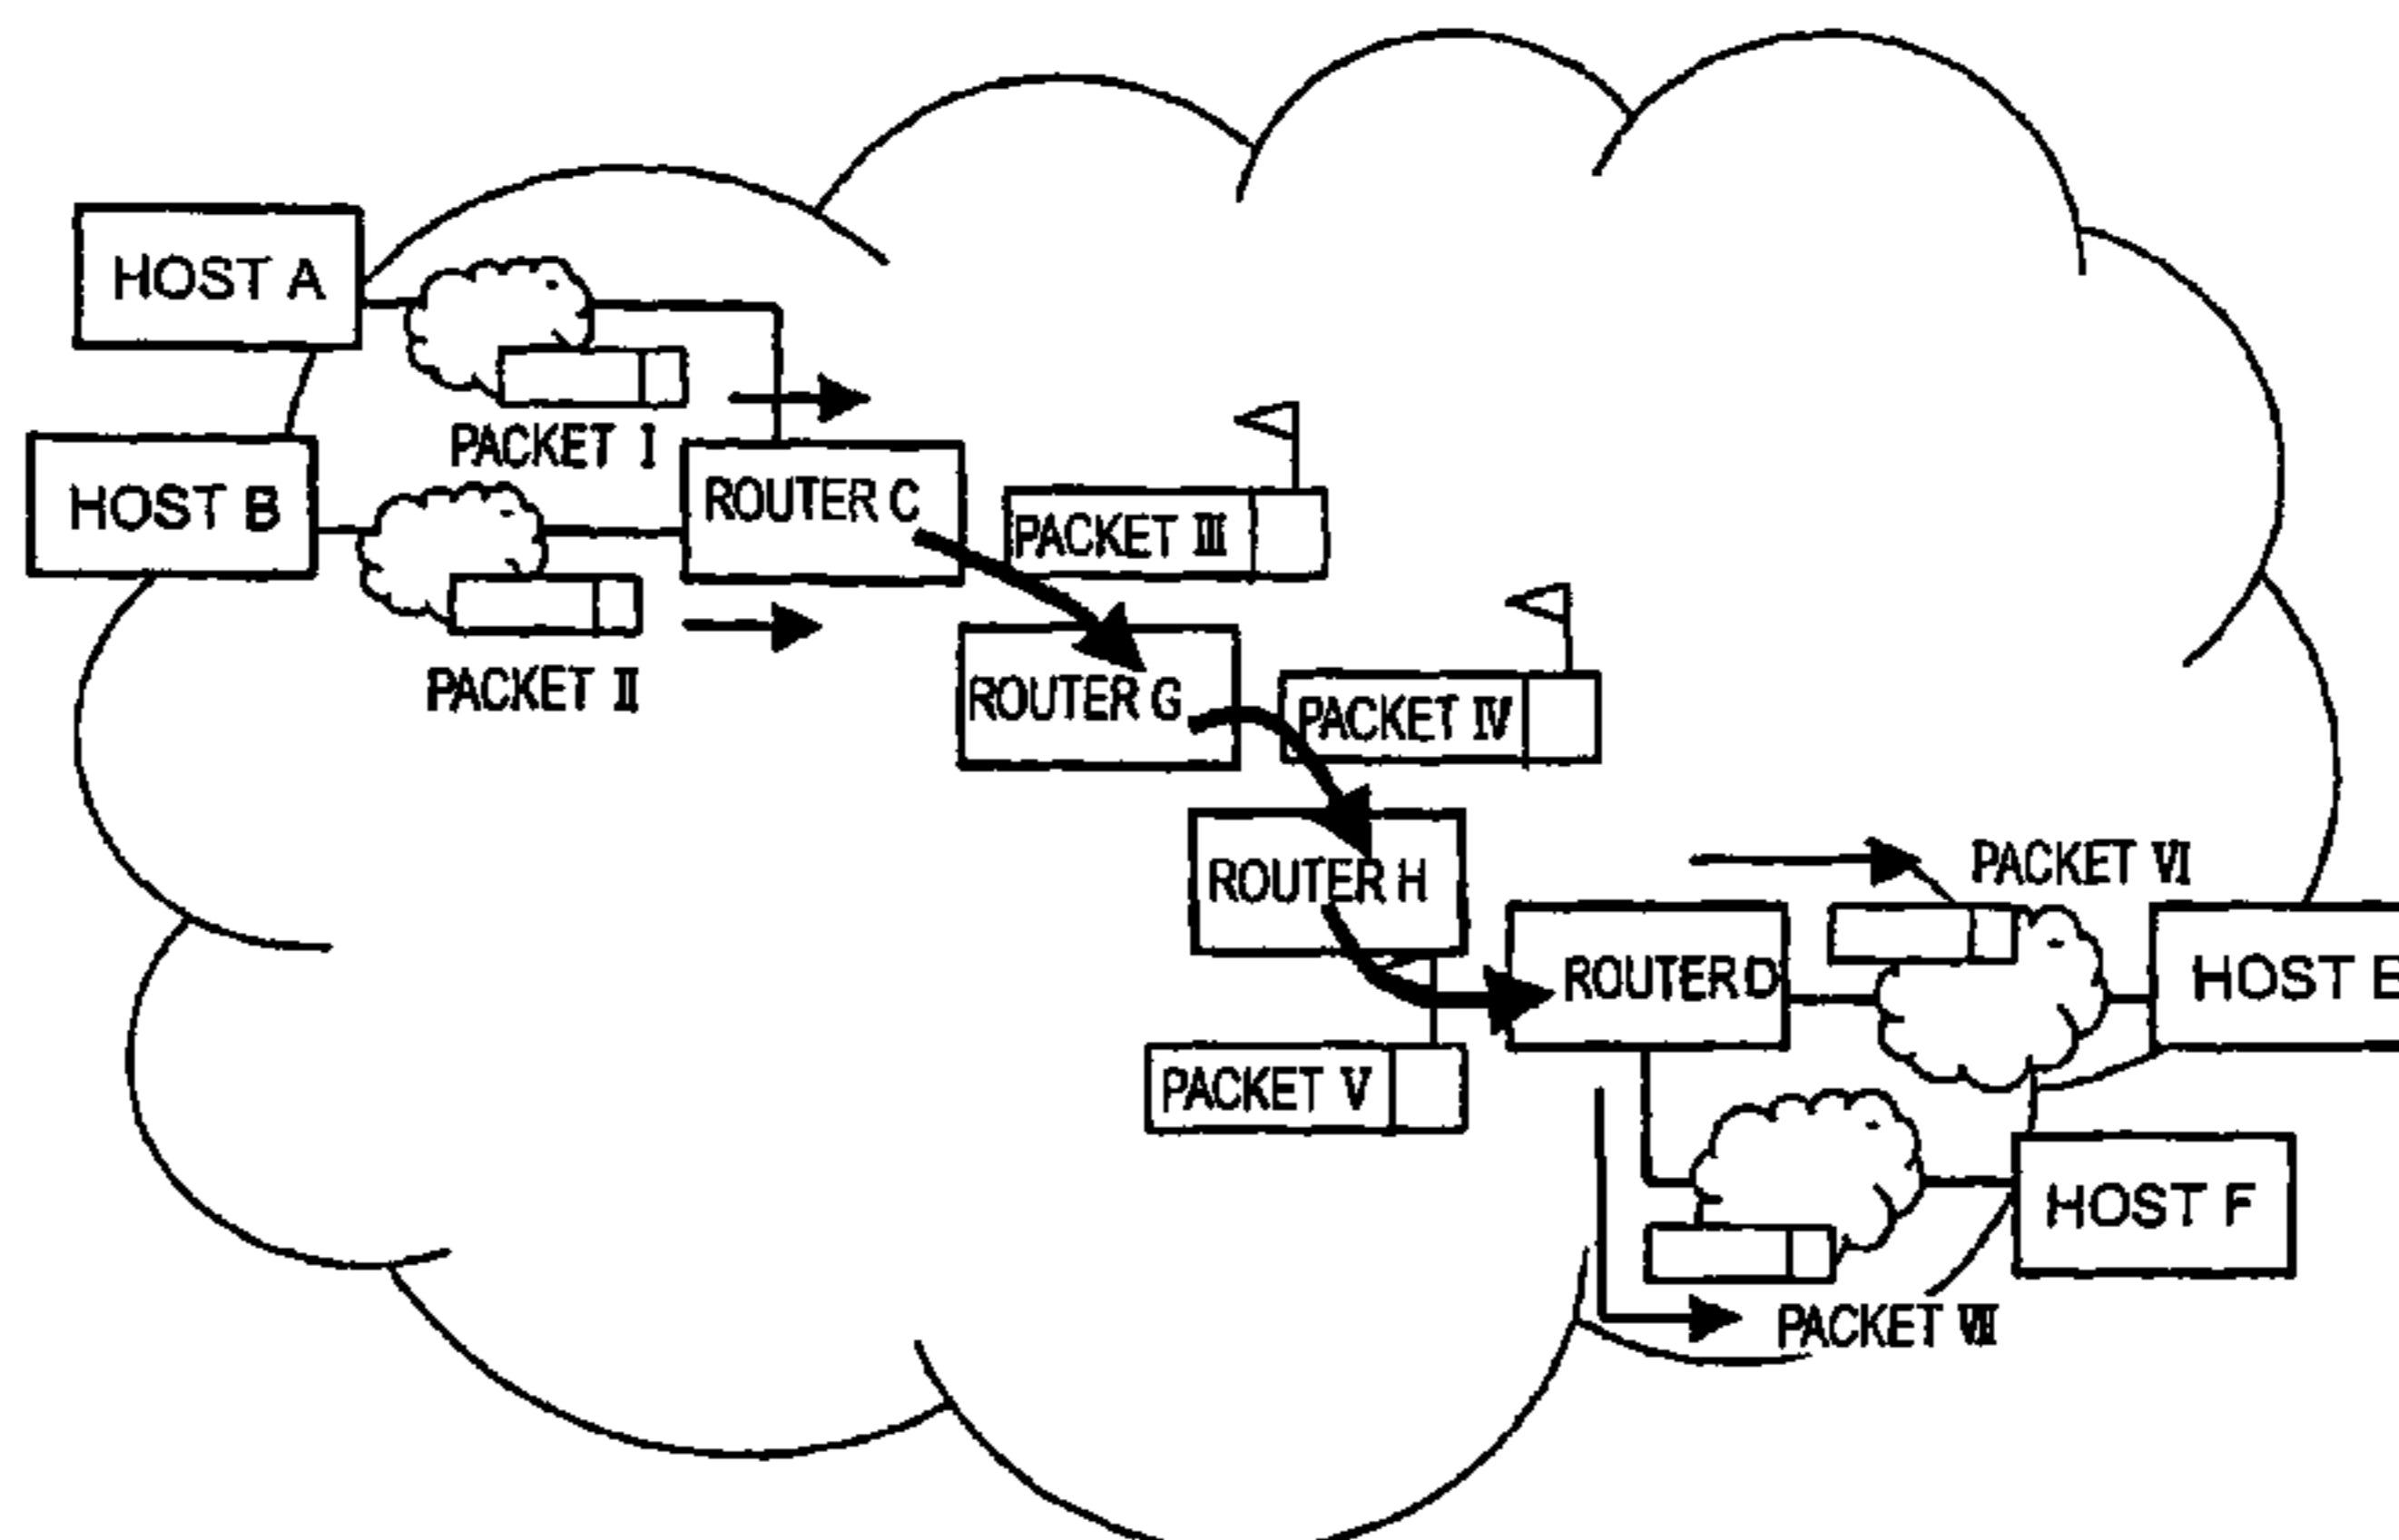 HOST A
PACKET I
HOST B
ROUTER C
PACKET III
PACKET II
ROUTER G
PACKET IV
ROUTER H
PACKET VI
ROUTER D
HOST E
PACKET V
HOST F
PACKET VII